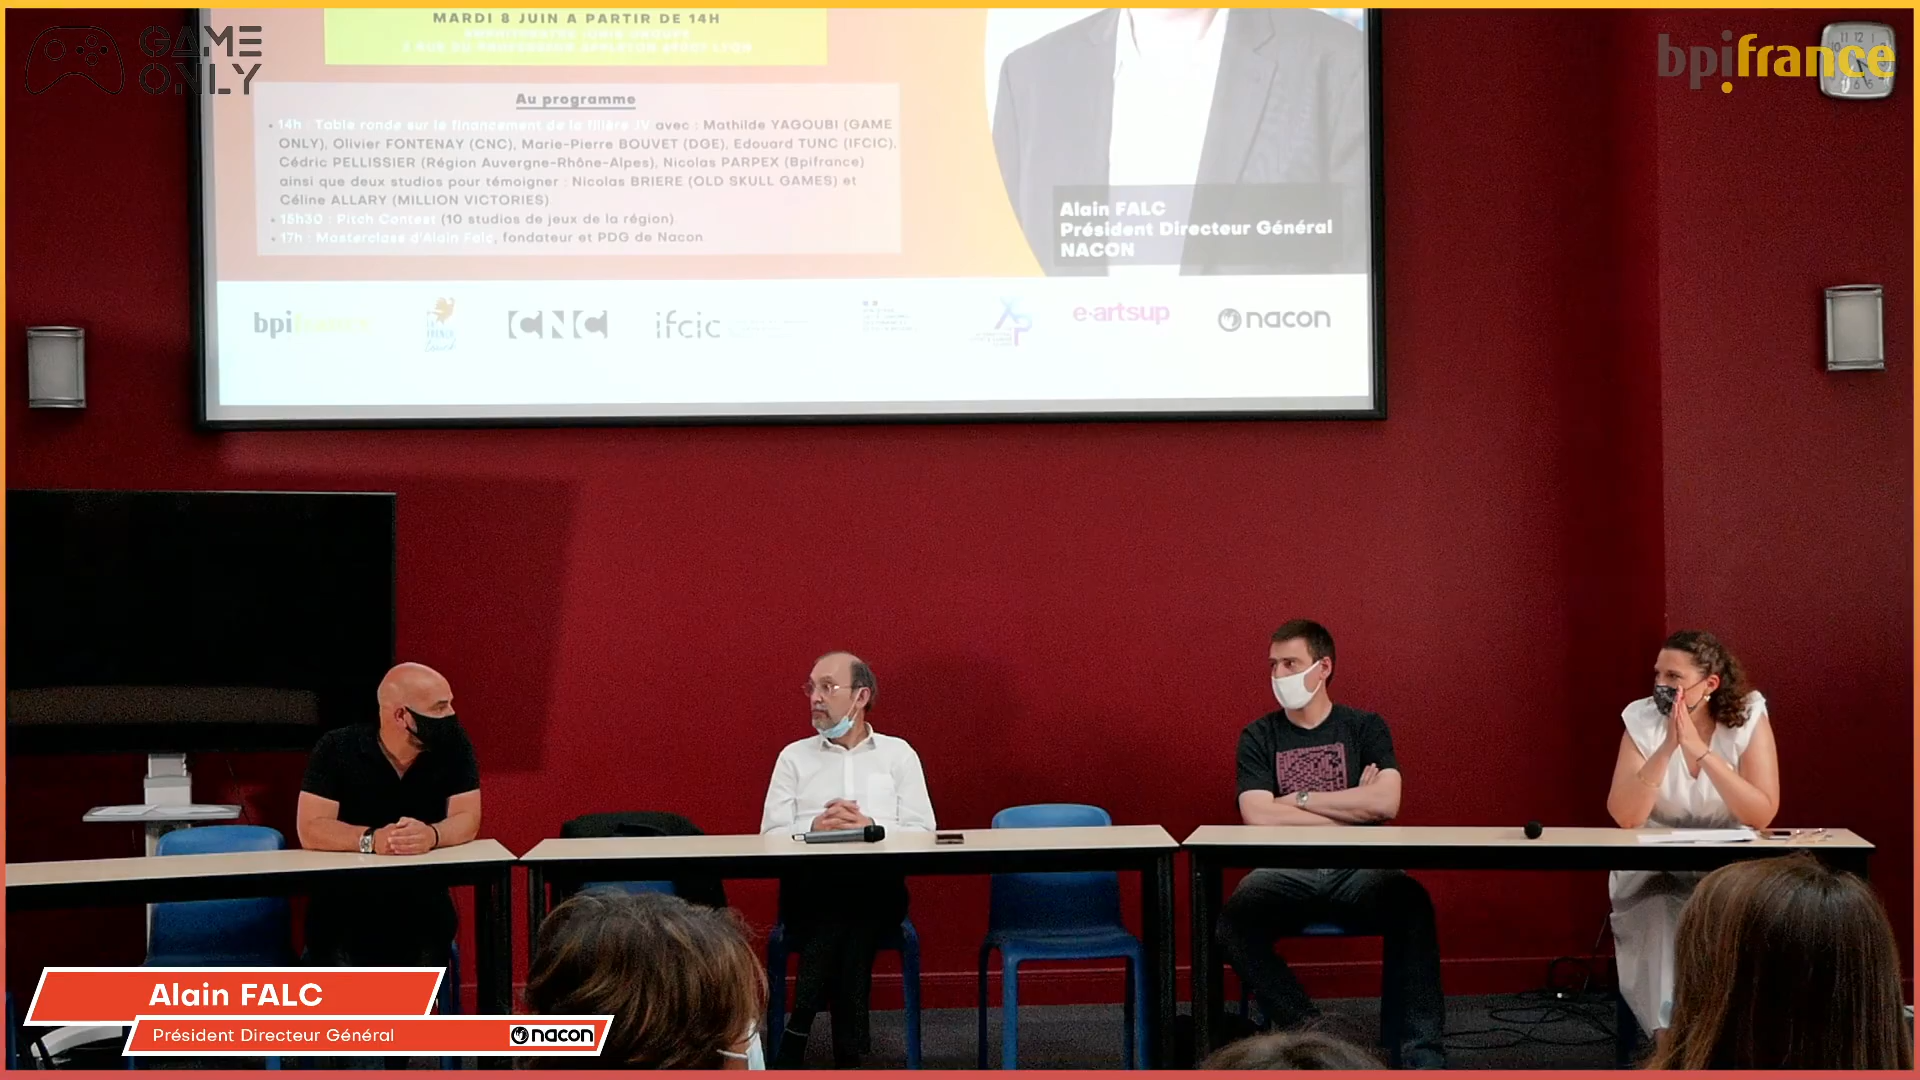 GAME
ONLY
bpifrance
MARDI 8 JUIN A PARTIR DE 14H
Au programme
• 14h : Table ronde sur le financement de la filière JV avec : Mathilde YAGOUBI (GAME
ONLY), Olivier FONTENAY (CNC), Marie-Pierre BOUVET (DGE), Edouard TUNC (IFCIC),
Cédric PELLISSIER (Région Auvergne-Rhône-Alpes), Nicolas PARPEX (Bpifrance)
ainsi que deux studios pour témoigner : Nicolas BRIERE (OLD SKULL GAMES) et
Céline ALLARY (MILLION VICTORIES)
• 15h30 : Pitch Contest (10 studios de jeux de la région)
• 17h : Masterclass d'Alain Falc, fondateur et PDG de Nacon
Alain FALC
Président Directeur Général
NACON
bpifrance
CNC
ifcic
XP
e·artsup
nacon
Alain FALC
Président Directeur Général
nacon